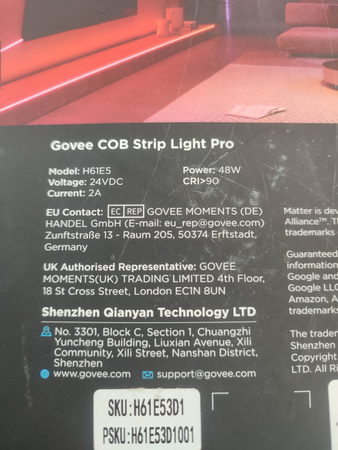 Govee COB Strip Light Pro
Model: H61E5
Power: 48W
Voltage: 24VDC
CRI>90
Current: 2A
EU Contact: EC REP GOVEE MOMENTS (DE)
HANDEL GmbH (E-mail: eu_rep@govee.com)
Zunftstraße 13 - Raum 205, 50374 Erftstadt,
Germany
UK Authorised Representative: GOVEE
MOMENTS(UK) TRADING LIMITED 4th Floor,
18 St Cross Street, London EC1N 8UN
Shenzhen Qianyan Technology LTD
No. 3301, Block C, Section 1, Chuangzhi
Yuncheng Building, Liuxian Avenue, Xili
Community, Xili Street, Nanshan District,
Shenzhen
www.govee.com support@govee.com
SKU:H61E53D1
PSKU:H61E53D1001
Matter is dev
Alliance™. Th
trademarks
Guaranteed
information
Google and
Google LLC
Amazon, A
trademarks
The tradem
Shenzhen
Copyright
LTD. All Ri